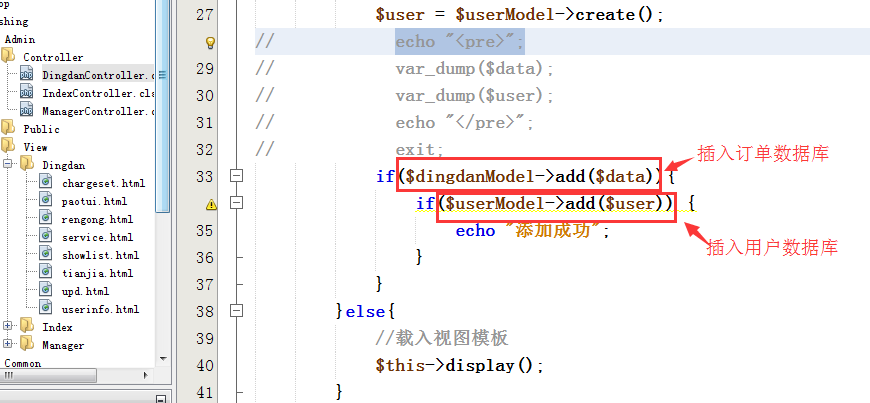 op
shing
Admin
Controller
DingdanController.c
IndexController.cls
ManagerController.c
Public
View
Dingdan
chargeset.html
paotui.html
rengong.html
service.html
showlist.html
tianjia.html
upd.html
userinfo.html
Index
Manager
Common
27 $user = $userModel->create();
// echo "<pre>";
29 // var_dump($data);
30 // var_dump($user);
31 // echo "</pre>";
32 // exit;
33 if($dingdanModel->add($data)){
插入订单数据库
if($userModel->add($user)) {
插入用户数据库
35 echo "添加成功";
36 }
37 }
38 }else{
39 //载入视图模板
40 $this->display();
41 }